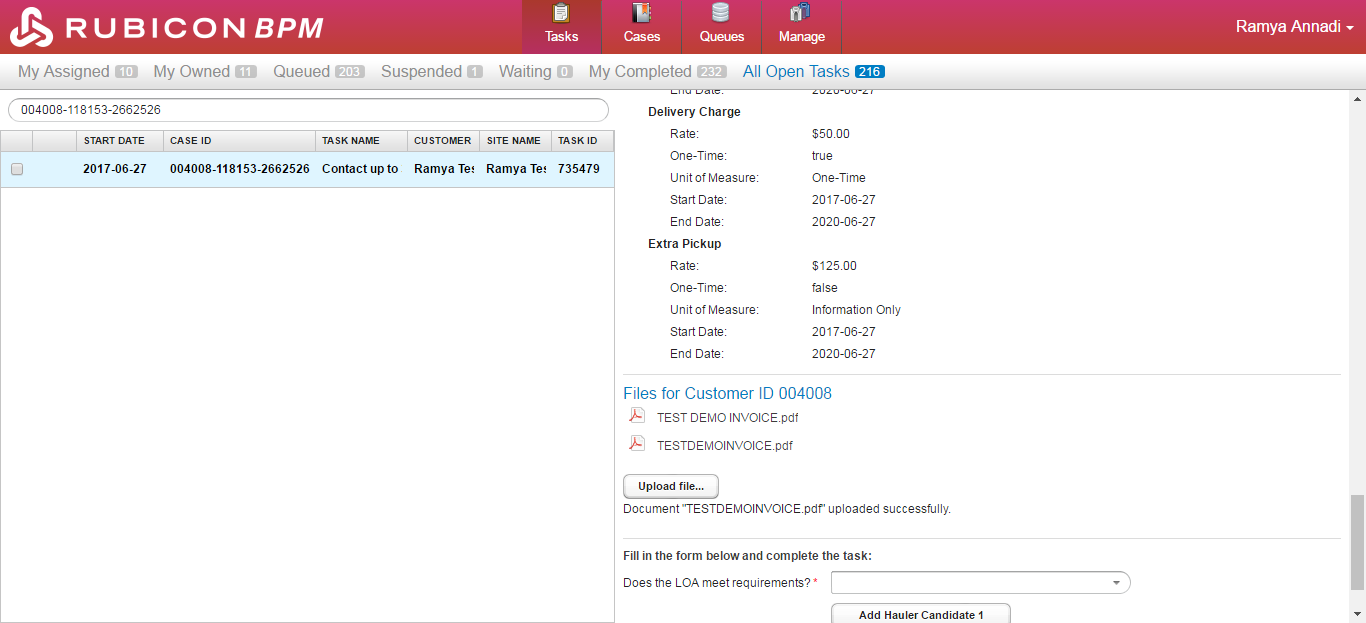 RUBICON BPM
Tasks Cases Queues Manage
Ramya Annadi
My Assigned 10 My Owned 11 Queued 203 Suspended 1 Waiting 0 My Completed 232 All Open Tasks 216
004008-118153-2662526
START DATE CASE ID TASK NAME CUSTOMER SITE NAME TASK ID
2017-06-27 004008-118153-2662526 Contact up to Ramya Tes Ramya Tes 735479
End Date: 2020-06-27
Delivery Charge
Rate: $50.00
One-Time: true
Unit of Measure: One-Time
Start Date: 2017-06-27
End Date: 2020-06-27
Extra Pickup
Rate: $125.00
One-Time: false
Unit of Measure: Information Only
Start Date: 2017-06-27
End Date: 2020-06-27
Files for Customer ID 004008
TEST DEMO INVOICE.pdf
TESTDEMOINVOICE.pdf
Upload file...
Document "TESTDEMOINVOICE.pdf" uploaded successfully.
Fill in the form below and complete the task:
Does the LOA meet requirements? *
Add Hauler Candidate 1